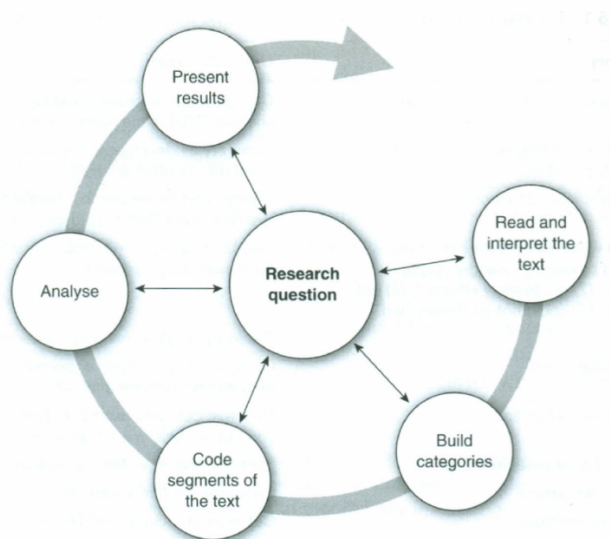 Present
results
Read and
interpret the
text
Research
question
Analyse
Build
categories
Code
segments of
the text